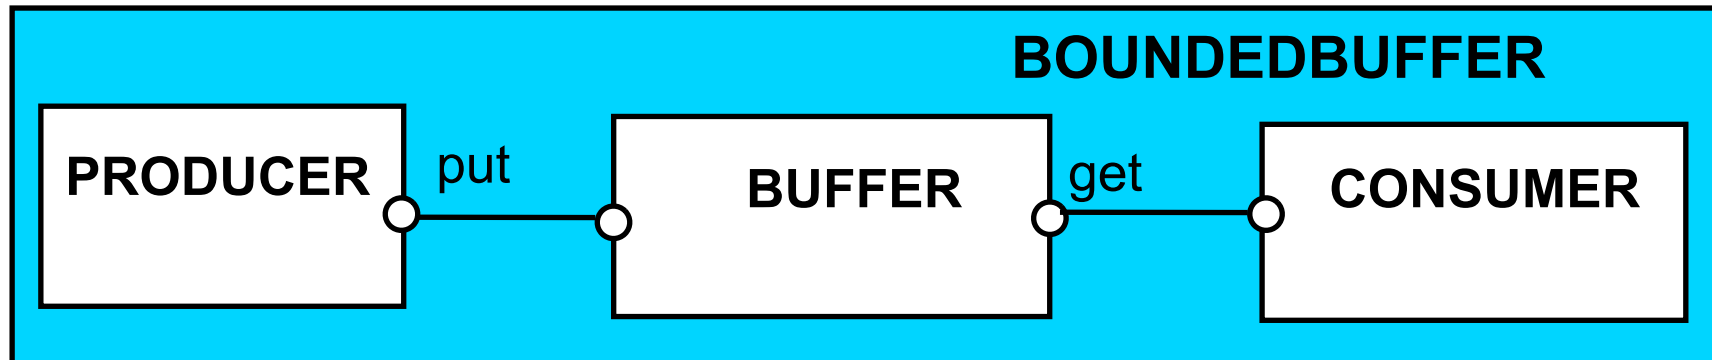 BOUNDEDBUFFER
PRODUCER
put
BUFFER
get
CONSUMER